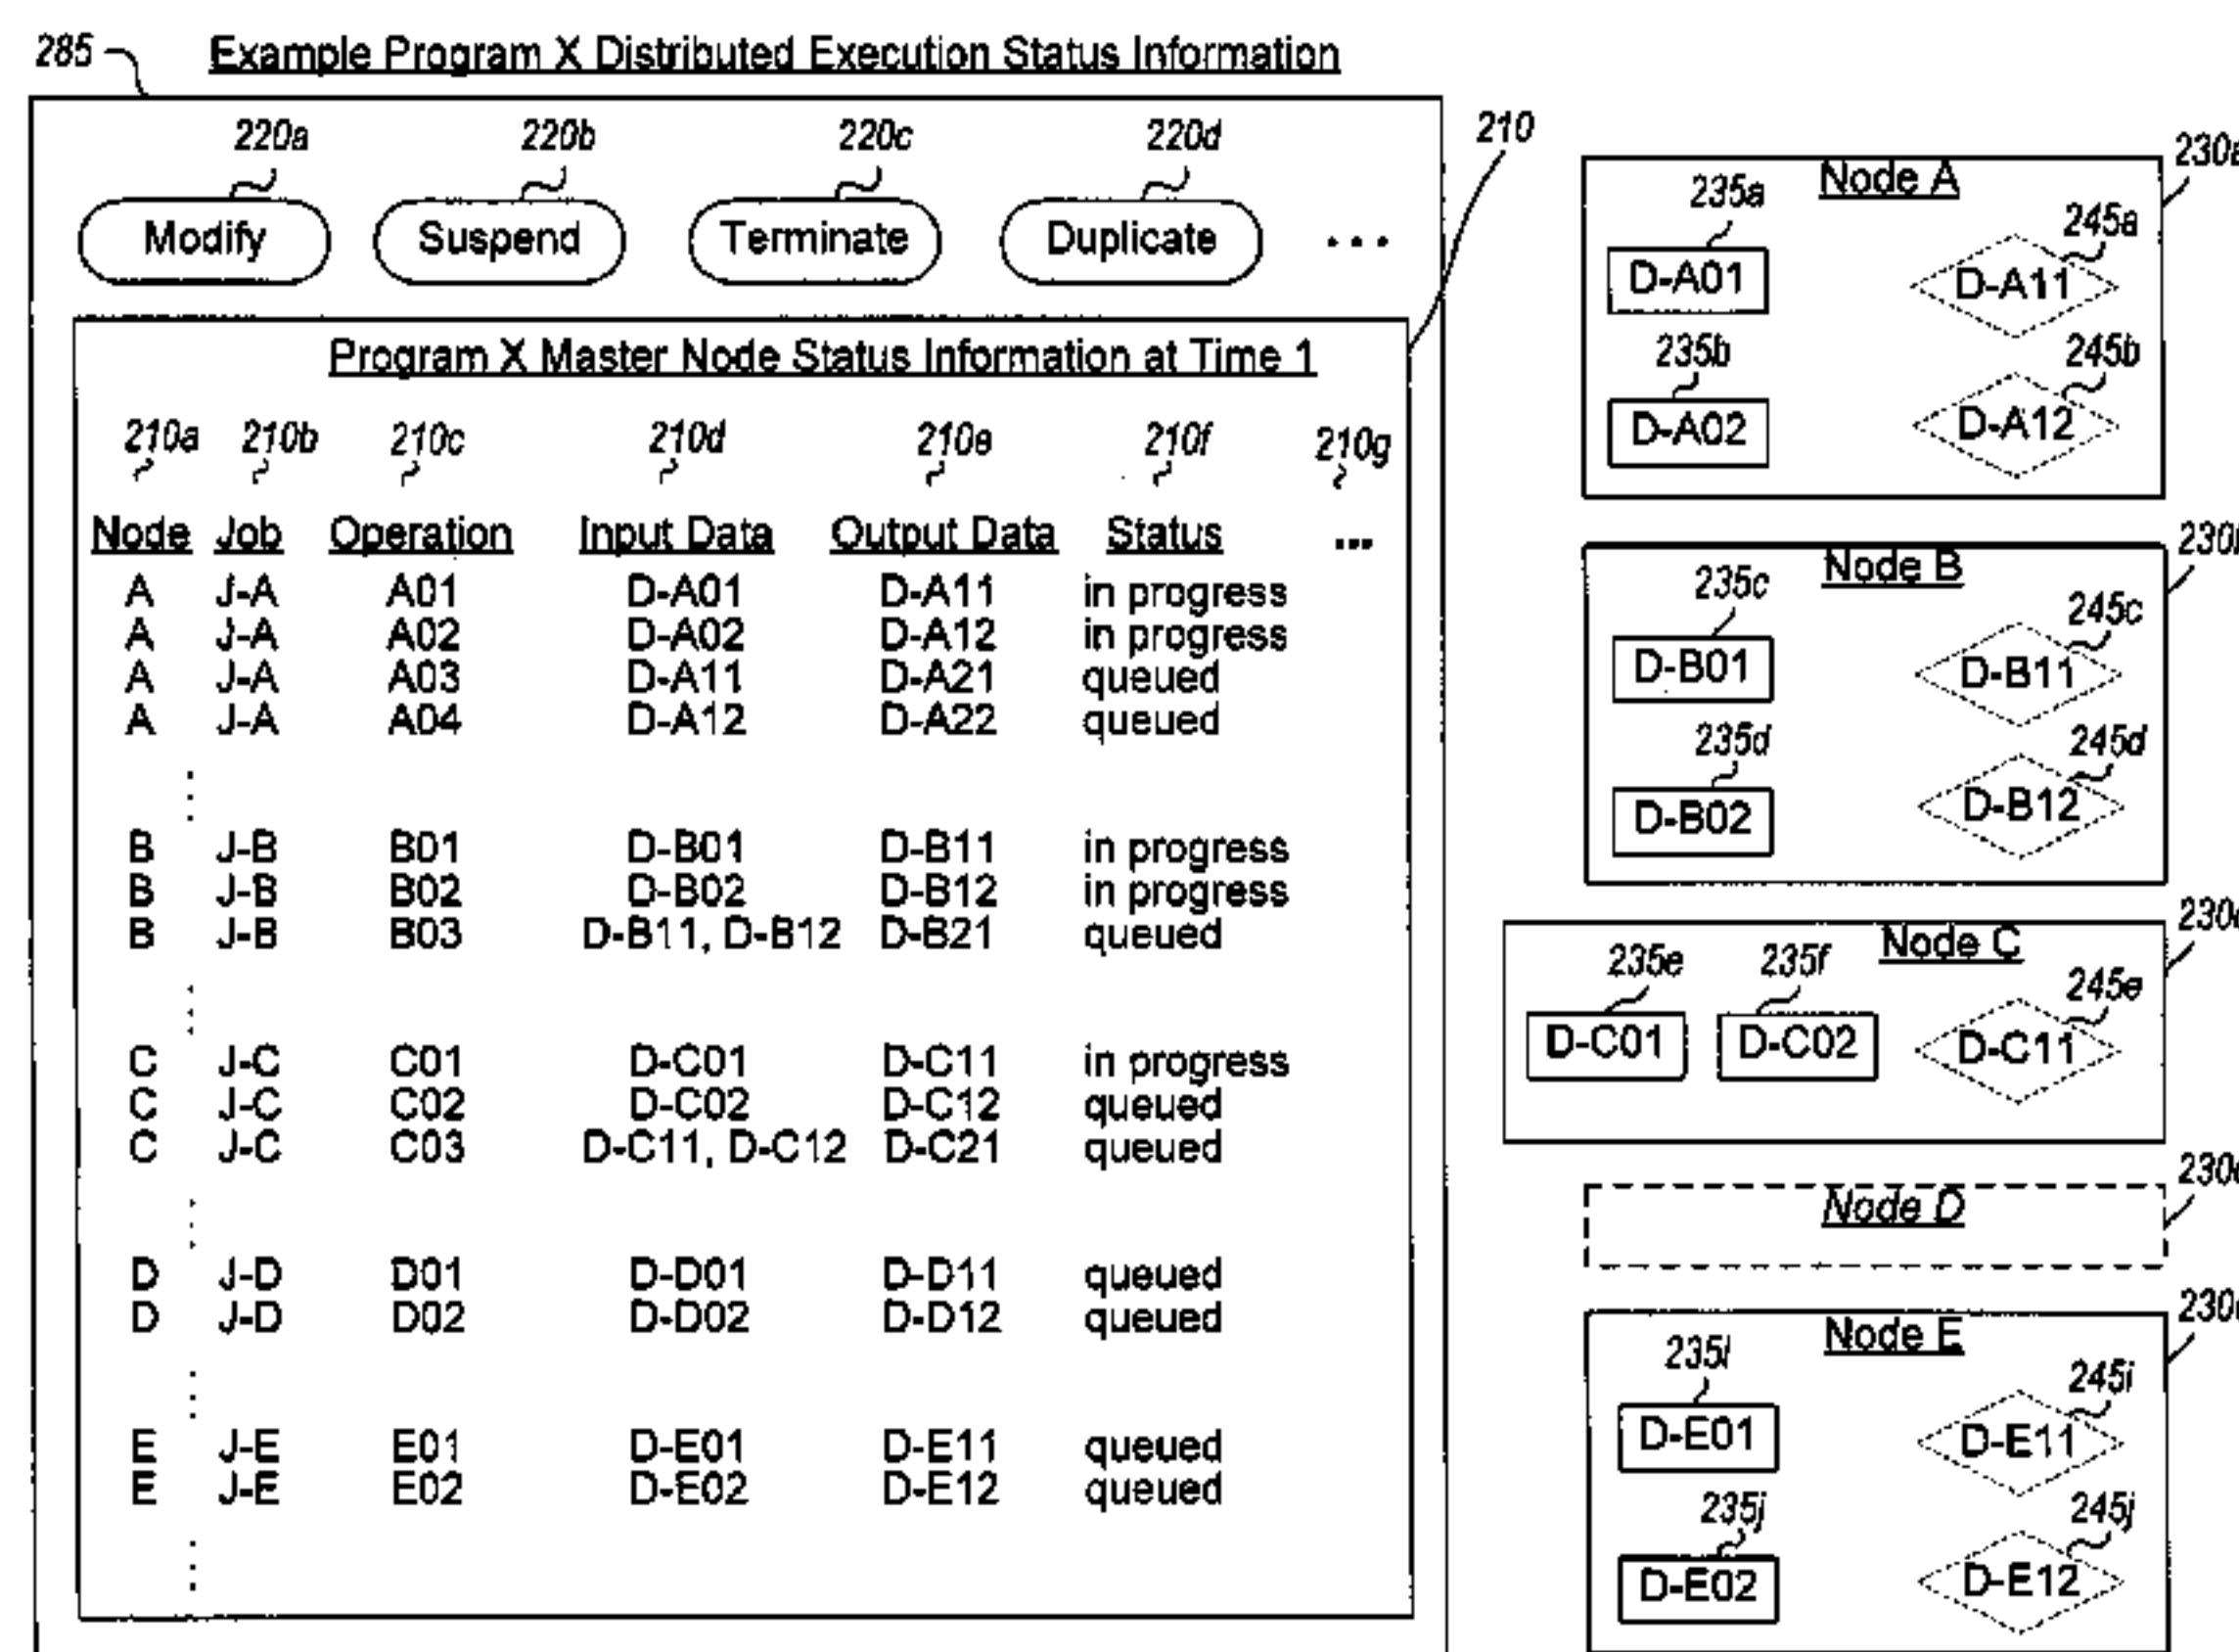 285
Example Program X Distributed Execution Status Information
220a 220b 220c 220d
Modify Suspend Terminate Duplicate ...
210
Program X Master Node Status Information at Time 1
210a 210b 210c 210d 210e 210f 210g
Node Job Operation Input Data Output Data Status ...
A J-A A01 D-A01 D-A11 in progress
A J-A A02 D-A02 D-A12 in progress
A J-A A03 D-A11 D-A21 queued
A J-A A04 D-A12 D-A22 queued
B J-B B01 D-B01 D-B11 in progress
B J-B B02 D-B02 D-B12 in progress
B J-B B03 D-B11, D-B12 D-B21 queued
C J-C C01 D-C01 D-C11 in progress
C J-C C02 D-C02 D-C12 queued
C J-C C03 D-C11, D-C12 D-C21 queued
D J-D D01 D-D01 D-D11 queued
D J-D D02 D-D02 D-D12 queued
E J-E E01 D-E01 D-E11 queued
E J-E E02 D-E02 D-E12 queued
Node A
230a
235a 245a
D-A01 D-A11
235b 245b
D-A02 D-A12
Node B
235c 245c
D-B01 D-B11
235d 245d
D-B02 D-B12
Node C
235e 235f 245e
D-C01 D-C02 D-C11
Node D
Node E
235i 245i
D-E01 D-E11
235j 245j
D-E02 D-E12